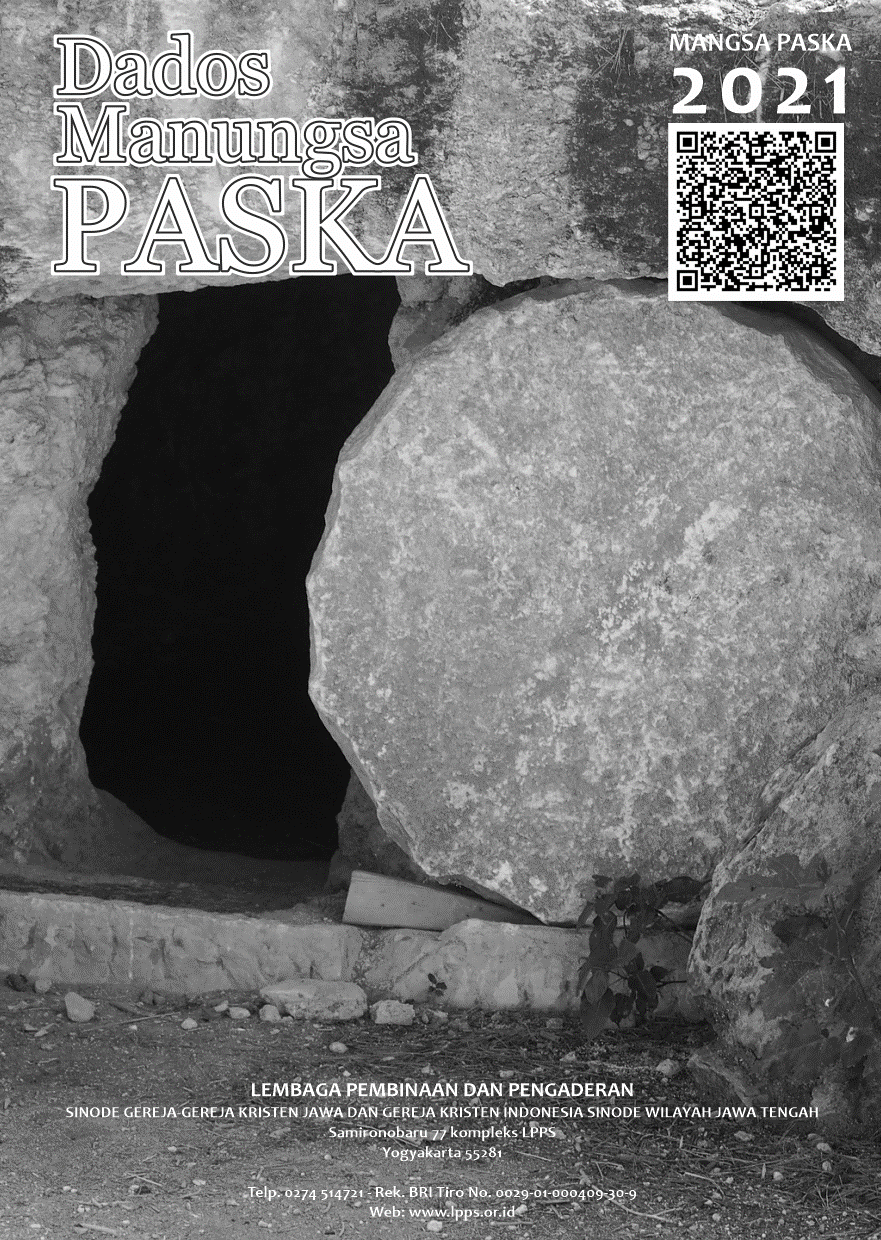 Dados
Manungsa
PASKA
MANGSA PASKA
2021
LEMBAGA PEMBINAAN DAN PENGADERAN
SINODE GEREJA-GEREJA KRISTEN JAWA DAN GEREJA KRISTEN INDONESIA SINODE WILAYAH JAWA TENGAH
Samironobaru 77 kompleks LPPS
Yogyakarta 55281
Telp. 0274 514721 - Rek. BRI Tiro No. 0029-01-000409-30-9
Web: www.lpps.or.id